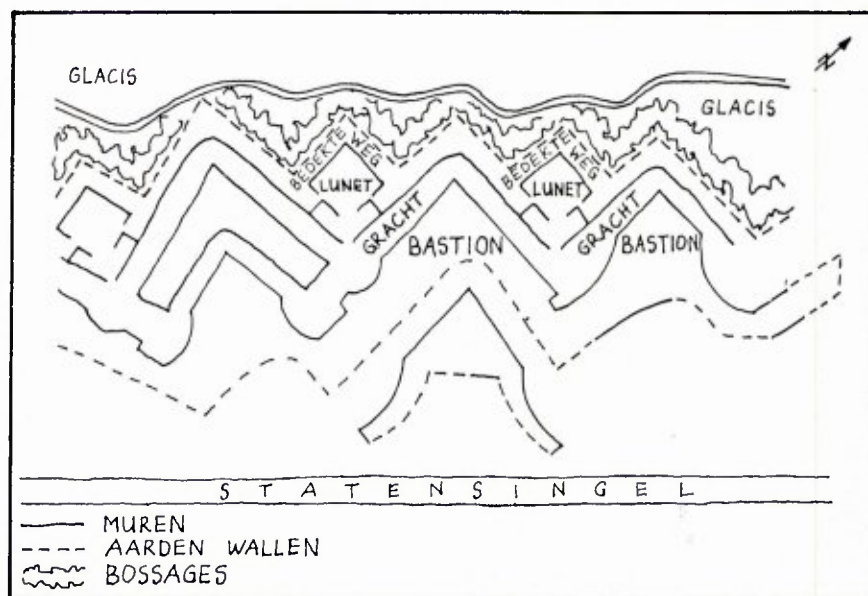 N
GLACIS
GLACIS
BEDEKTE WEG
BEDEKTE WEG
LUNET
LUNET
GRACHT
GRACHT
BASTION
BASTION
STATENSINGEL
MUREN
AARDEN WALLEN
BOSSAGES